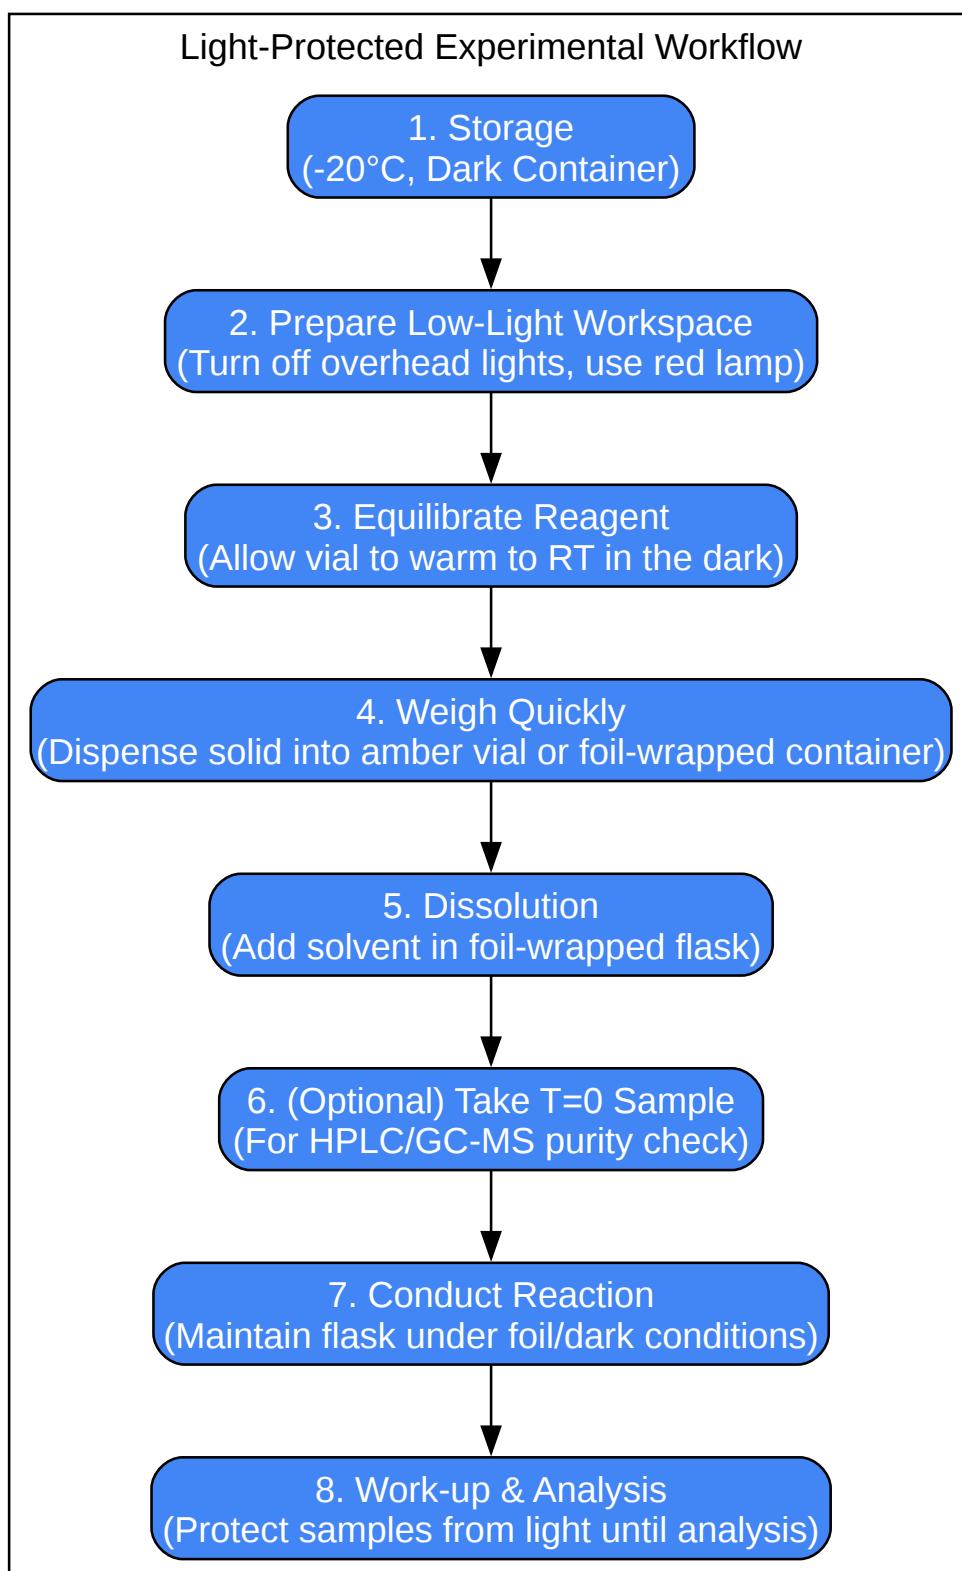 Light-Protected Experimental Workflow
1. Storage
(-20°C, Dark Container)
2. Prepare Low-Light Workspace
(Turn off overhead lights, use red lamp)
3. Equilibrate Reagent
(Allow vial to warm to RT in the dark)
4. Weigh Quickly
(Dispense solid into amber vial or foil-wrapped container)
5. Dissolution
(Add solvent in foil-wrapped flask)
6. (Optional) Take T=0 Sample
(For HPLC/GC-MS purity check)
7. Conduct Reaction
(Maintain flask under foil/dark conditions)
8. Work-up & Analysis
(Protect samples from light until analysis)